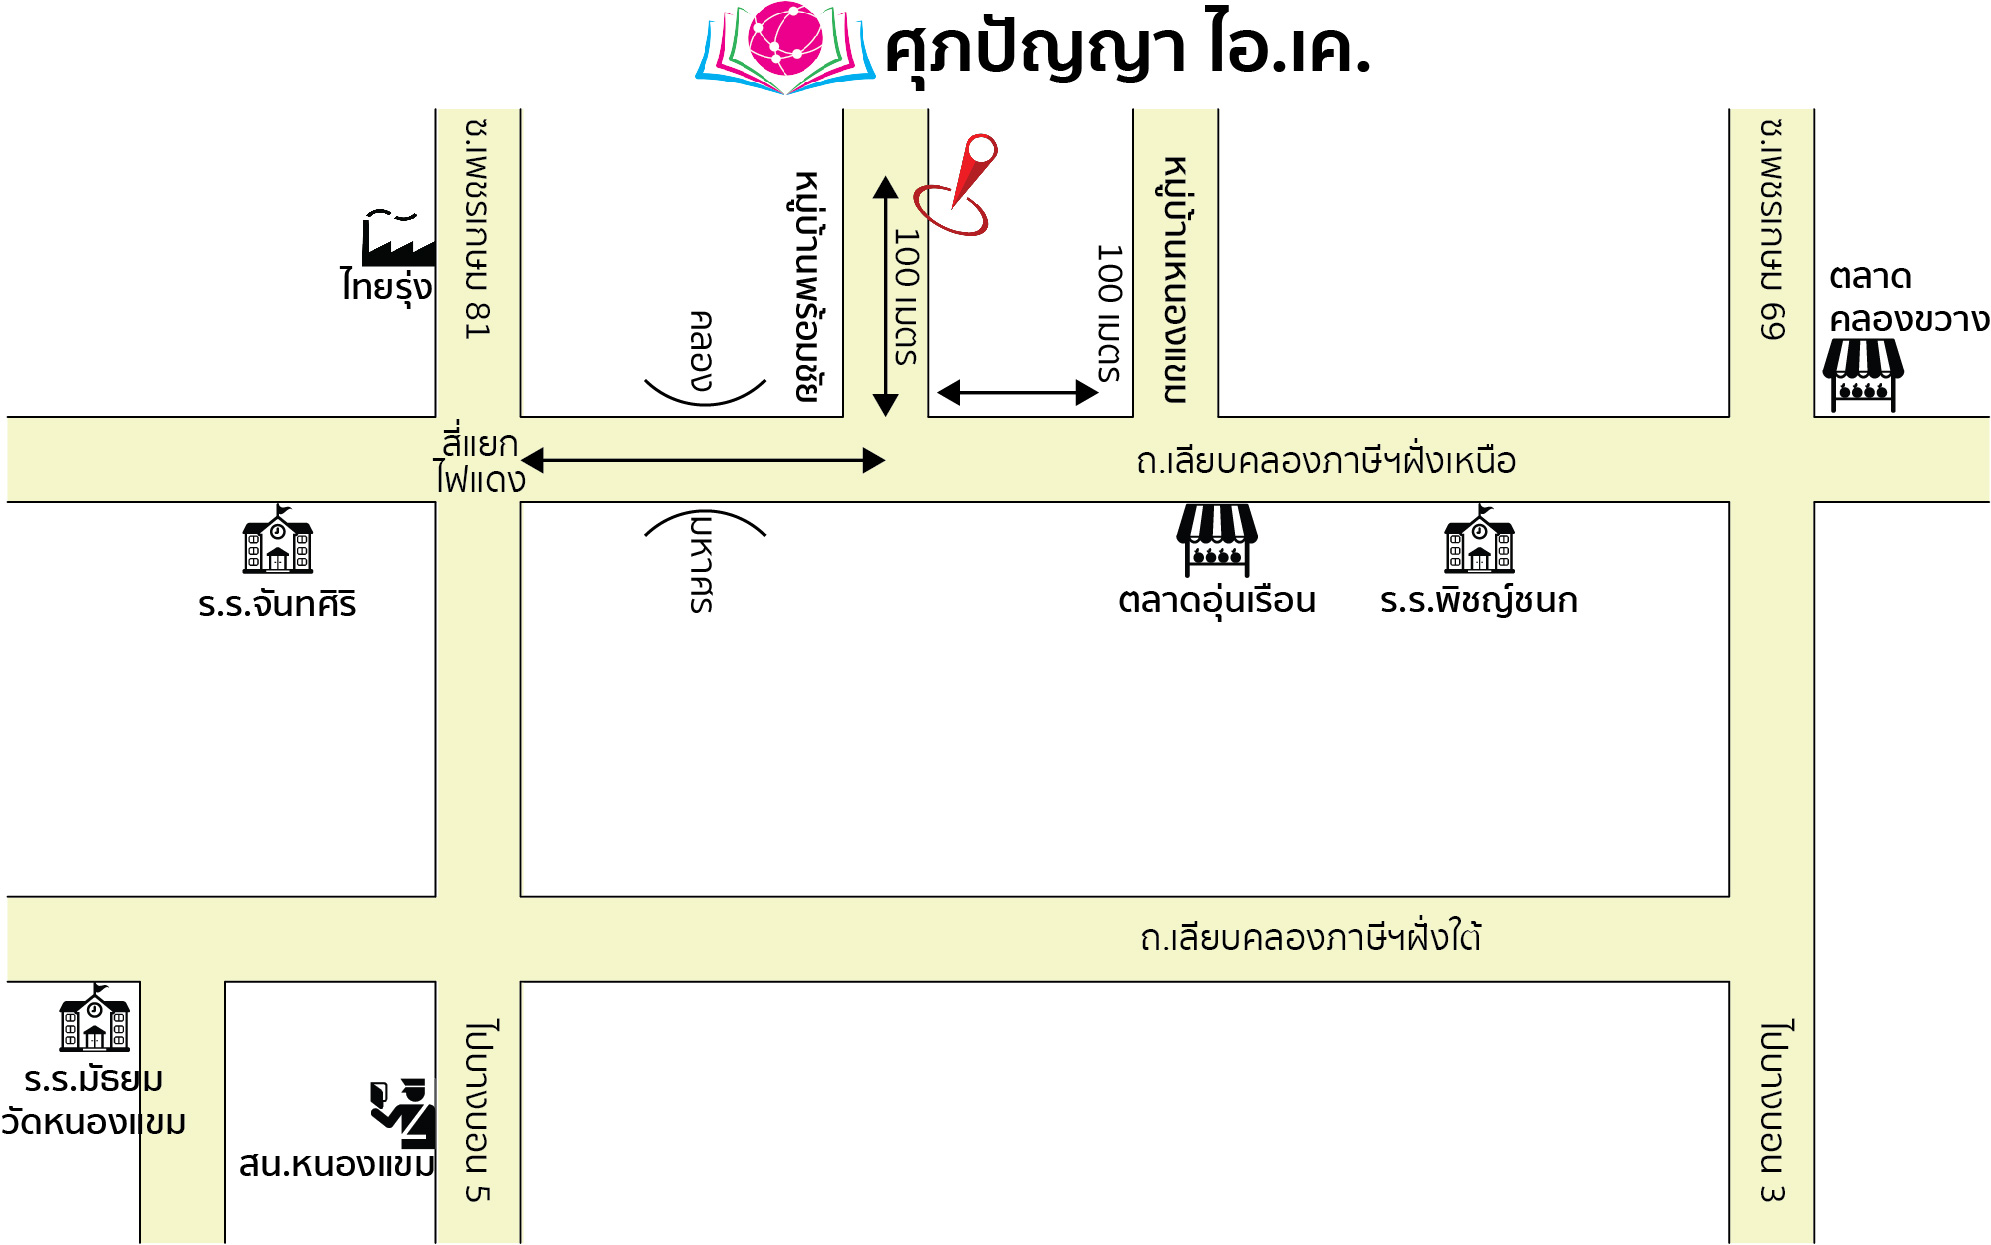 ศุภปัญญา ไอ.เค.
ซ.เพชรเกษม 81
หมู่บ้านพร้อมชัย
100 เมตร
100 เมตร
หมู่บ้านหนองแขม
ซ.เพชรเกษม 69
ไทยรุ่ง
คลอง
ตลาด
คลองขวาง
สี่แยก
ไฟแดง
ถ.เลียบคลองภาษีฯฝั่งเหนือ
ร.ร.จันทศิริ
มหาศร
ตลาดอุ่นเรือน
ร.ร.พิชญ์ชนก
ถ.เลียบคลองภาษีฯฝั่งใต้
ร.ร.มัธยม
วัดหนองแขม
สน.หนองแขม
ไปบางบอน 5
ไปบางบอน 3